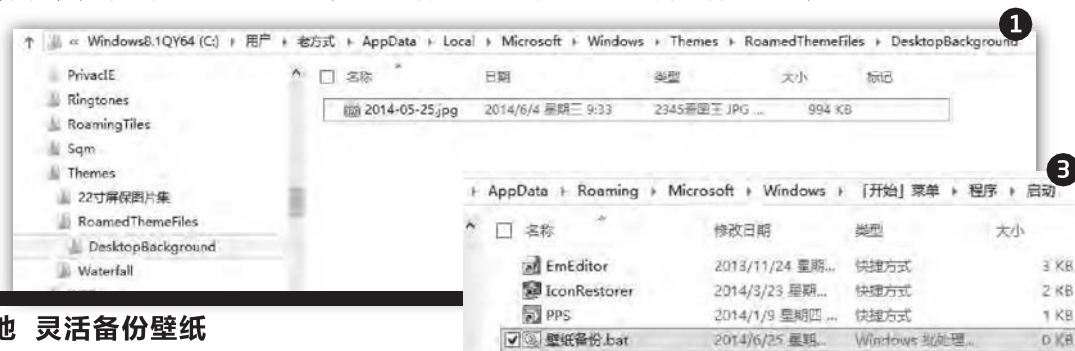 1
↑ « Windows8.1QY64 (C:) ▸ 用户 ▸ 老方式 ▸ AppData ▸ Local ▸ Microsoft ▸ Windows ▸ Themes ▸ RoamedThemeFiles ▸ DesktopBackground
PrivacIE
Ringtones
RoamingTiles
Sqm
Themes
22寸屏保图片集
RoamedThemeFiles
DesktopBackground
Waterfall
名称 日期 类型 大小 标记
2014-05-25.jpg 2014/6/4 星期三 9:33 2345看图王 JPG ... 994 KB
3
▸ AppData ▸ Roaming ▸ Microsoft ▸ Windows ▸ 「开始」菜单 ▸ 程序 ▸ 启动
名称 修改日期 类型 大小
EmEditor 2013/11/24 星期... 快捷方式 3 KB
IconRestorer 2014/3/23 星期... 快捷方式 2 KB
PPS 2014/1/9 星期四 ... 快捷方式 1 KB
壁纸备份.bat 2014/6/25 星期... Windows 批处理... 0 KB
灵活备份壁纸